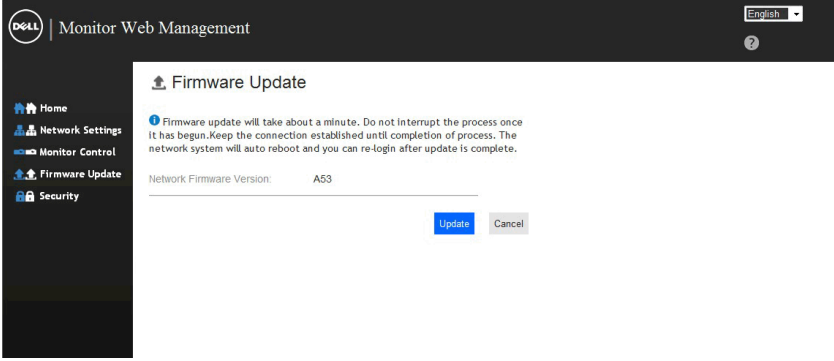 DELL
Monitor Web Management
English
?
Firmware Update
Home
Network Settings
Monitor Control
Firmware Update
Security
Firmware update will take about a minute. Do not interrupt the process once
it has begun.Keep the connection established until completion of process. The
network system will auto reboot and you can re-login after update is complete.
Network Firmware Version: A53
Update Cancel